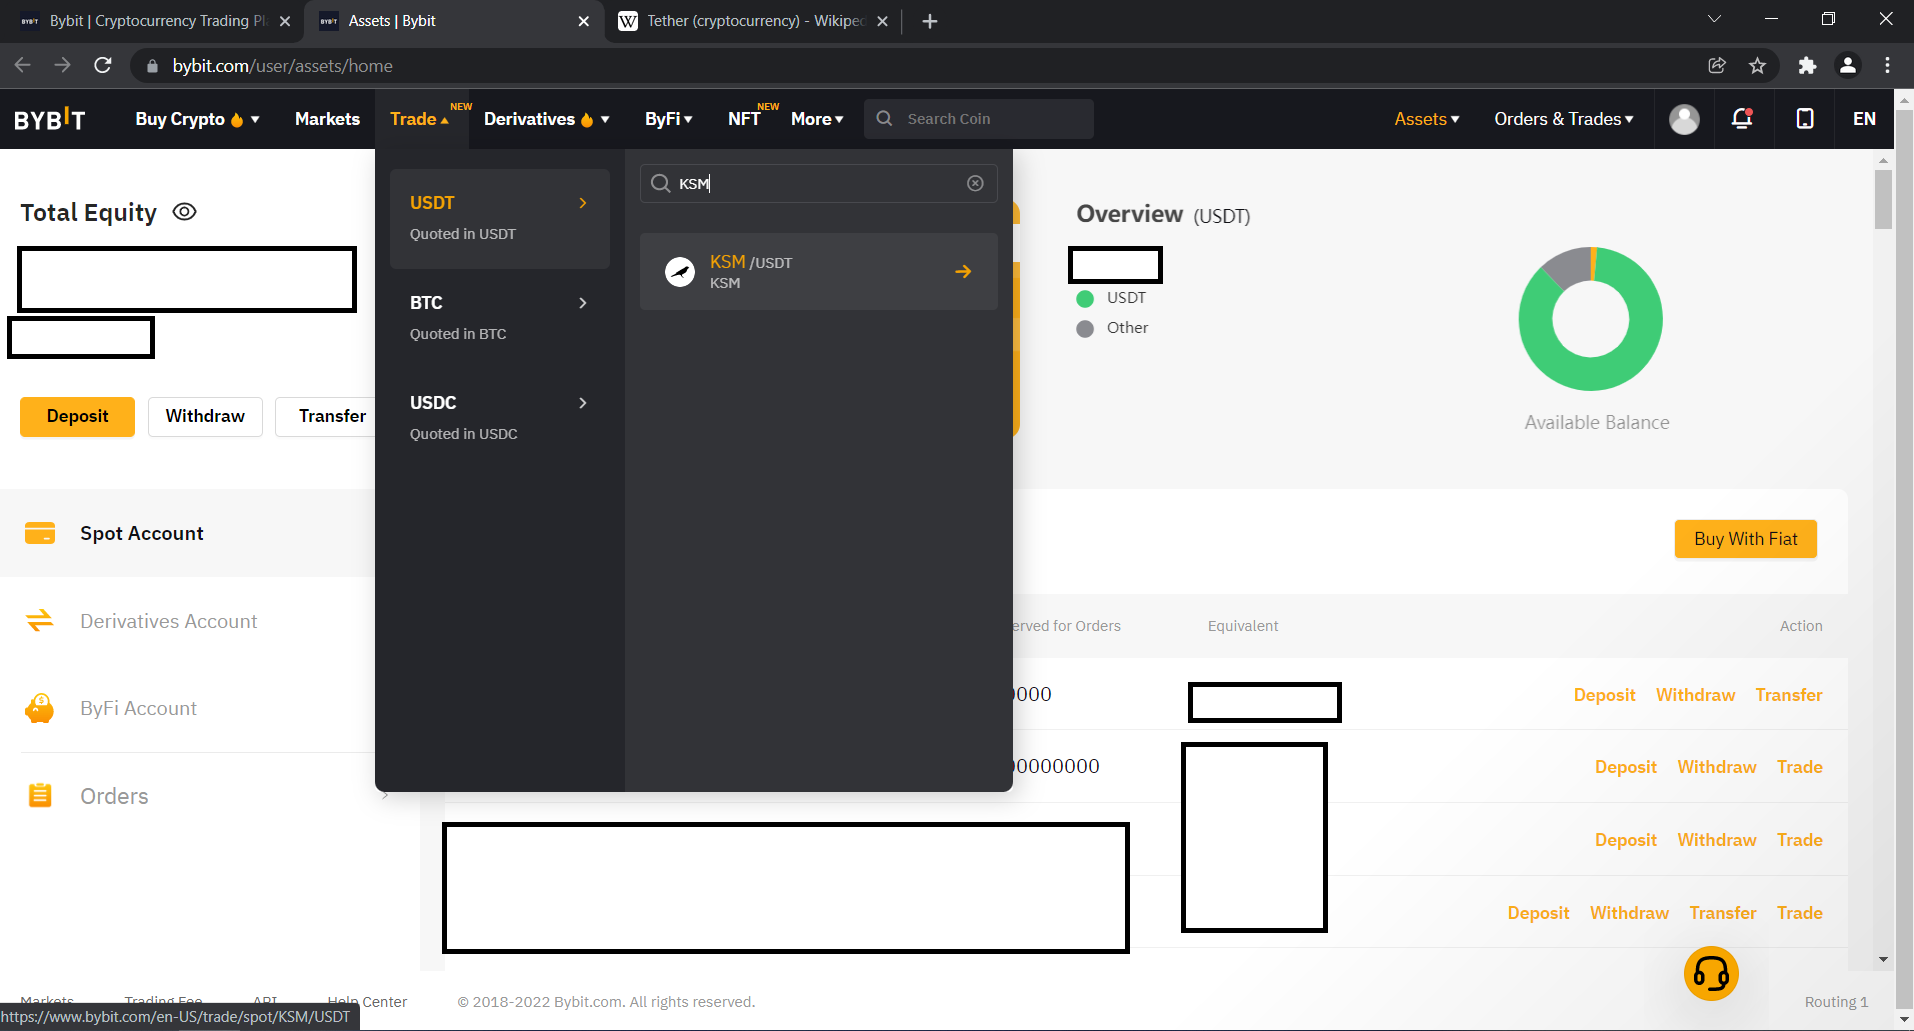 Bybit | Cryptocurrency Trading Pl
Assets | Bybit
Tether (cryptocurrency) - Wikiped
bybit.com/user/assets/home
BYBIT
Buy Crypto
Markets
Trade
NEW
Derivatives
ByFi
NFT
NEW
More
Search Coin
Assets
Orders & Trades
EN
Total Equity
USDT
Quoted in USDT
BTC
Quoted in BTC
USDC
Quoted in USDC
KSM
KSM /USDT
KSM
Overview (USDT)
USDT
Other
Available Balance
Deposit
Withdraw
Transfer
Spot Account
Derivatives Account
ByFi Account
Orders
Buy With Fiat
erved for Orders
Equivalent
Action
0000
Deposit Withdraw Transfer
00000000
Deposit Withdraw Trade
Deposit Withdraw Trade
Deposit Withdraw Transfer Trade
Markets
Trading Fee
API
Help Center
© 2018-2022 Bybit.com. All rights reserved.
Routing 1
https://www.bybit.com/en-US/trade/spot/KSM/USDT